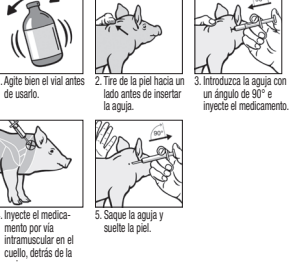 . Agite bien el vial antes
de usarlo.
2. Tire de la piel hacia un
lado antes de insertar
la aguja.
90°
3. Introduzca la aguja con
un ángulo de 90° e
inyecte el medicamento.
. Inyecte el medica-
mento por vía
intramuscular en el
cuello, detrás de la
90°
5. Saque la aguja y
suelte la piel.